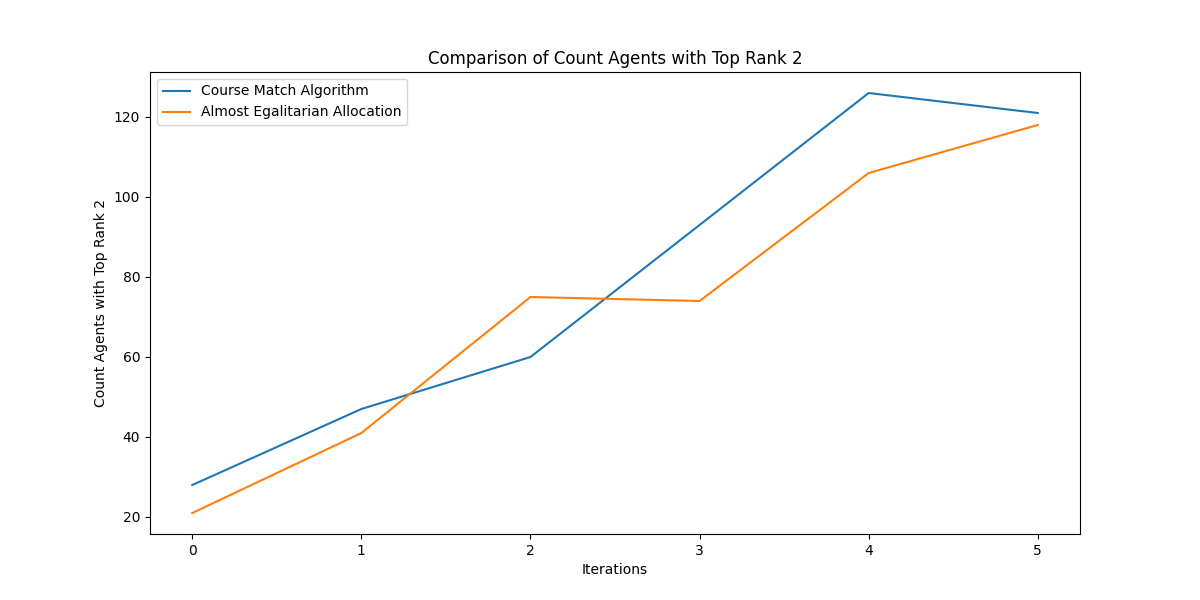 Comparison of Count Agents with Top Rank 2
Course Match Algorithm
Almost Egalitarian Allocation
Count Agents with Top Rank 2
120
100
80
60
40
20
0 1 2 3 4 5
Iterations